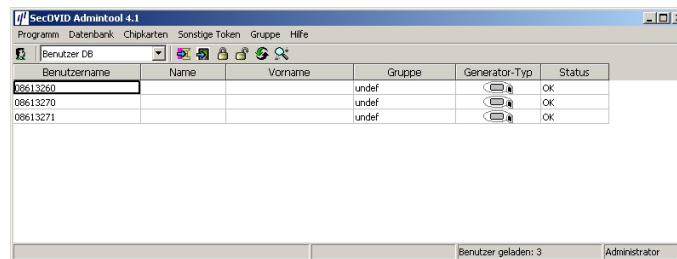 SecOVID Admintool 4.1
Programm Datenbank Chipkarten Sonstige Token Gruppe Hilfe
Benutzer DB
Benutzername Name Vorname Gruppe Generator-Typ Status
08613260 undef OK
08613270 undef OK
08613271 undef OK
Benutzer geladen: 3 Administrator